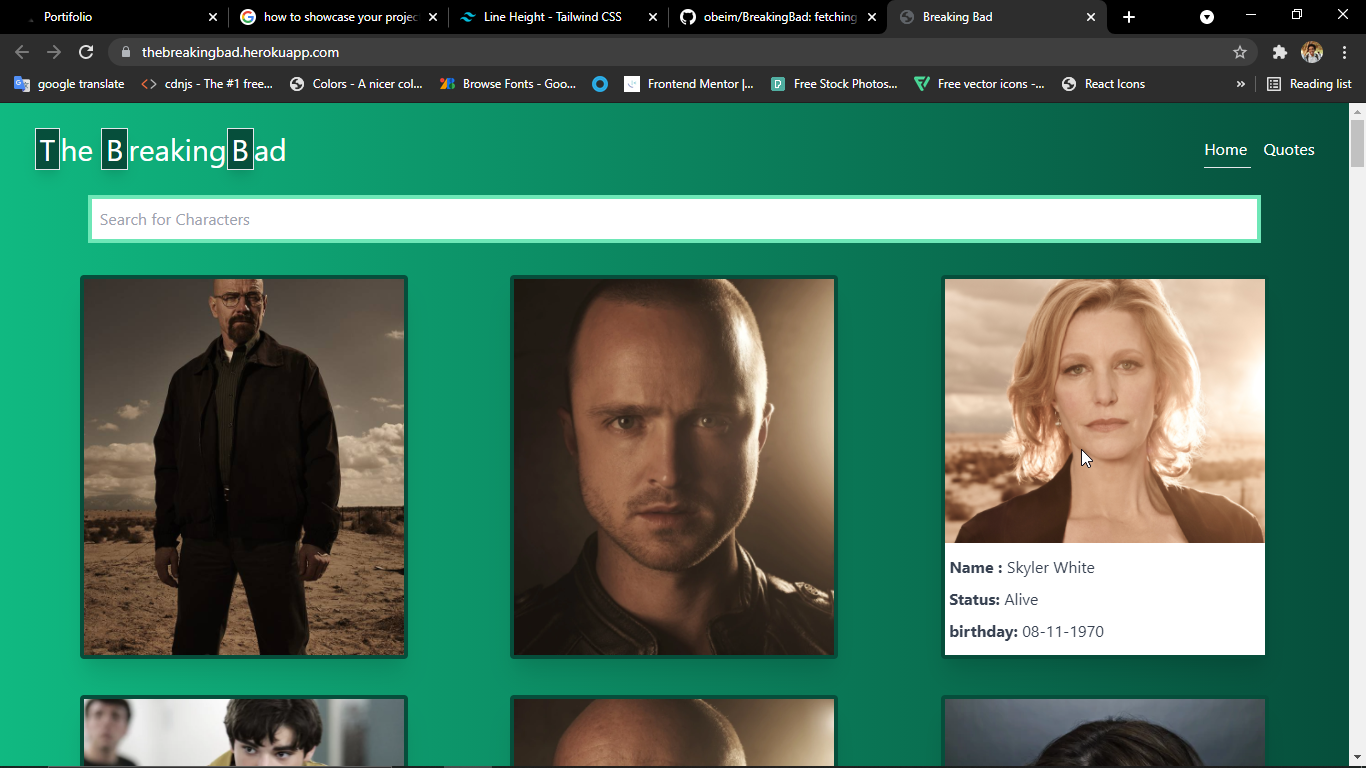 Portfolio
how to showcase your projec
Line Height - Tailwind CSS
obeim/BreakingBad: fetching
Breaking Bad
thebreakingbad.herokuapp.com
google translate
cdnjs - The #1 free...
Colors - A nicer col...
Browse Fonts - Goo...
Frontend Mentor |...
Free Stock Photos...
Free vector icons -...
React Icons
»
Reading list
The BreakingBad
Home
Quotes
Search for Characters
Name : Skyler White
Status: Alive
birthday: 08-11-1970